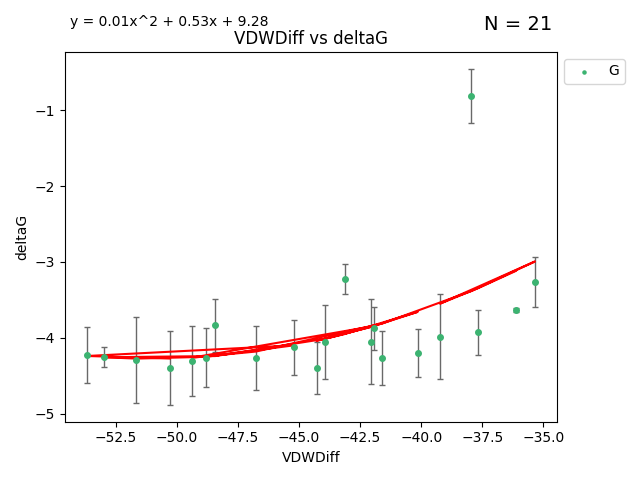 y = 0.01x^2 + 0.53x + 9.28
N = 21
VDWDiff vs deltaG
G
−1
−2
−3
−4
−5
deltaG
−52.5 −50.0 −47.5 −45.0 −42.5 −40.0 −37.5 −35.0
VDWDiff